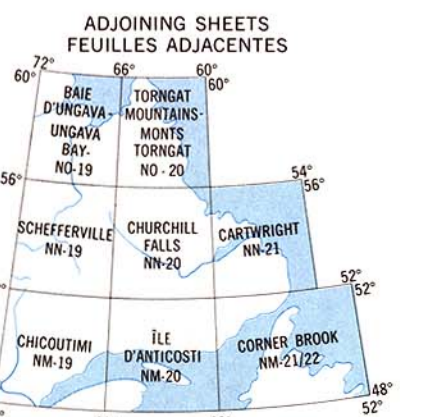 ADJOINING SHEETS
FEUILLES ADJACENTES
72°
66°
60°
60°
60°
BAIE
D'UNGAVA-
UNGAVA
BAY-
NO-19
TORNGAT
MOUNTAINS-
MONTS
TORNGAT
NO-20
56°
54°
56°
SCHEFFERVILLE
NN-19
CHURCHILL
FALLS
NN-20
CARTWRIGHT
NN-21
52°
52°
CHICOUTIMI
NM-19
ÎLE
D'ANTICOSTI
NM-20
CORNER BROOK
NM-21/22
48°
52°